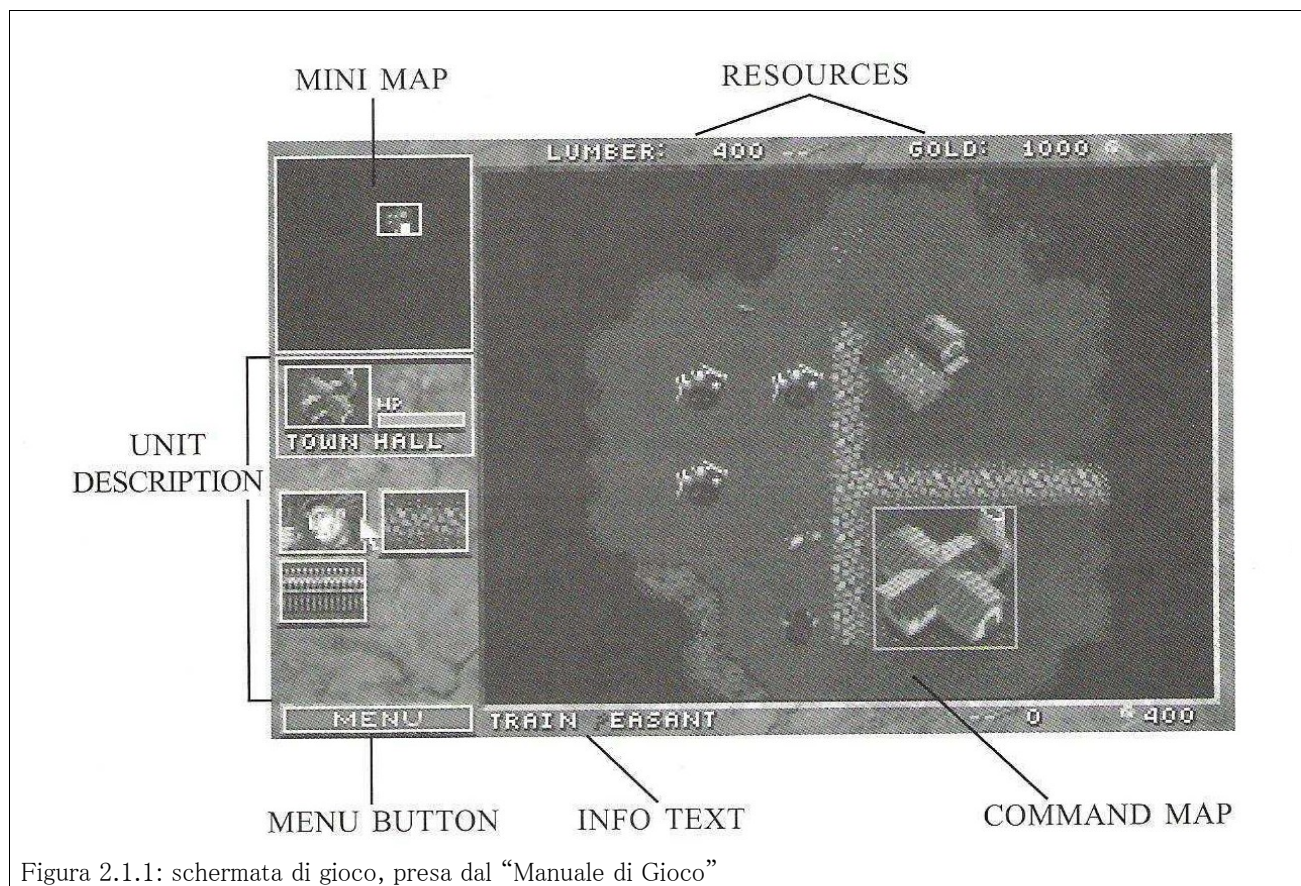 MINI MAP
RESOURCES
LUMBER: 400
GOLD: 1000
HP
TOWN HALL
UNIT
DESCRIPTION
MENU
TRAIN PEASANT
0
400
MENU BUTTON
INFO TEXT
COMMAND MAP
Figura 2.1.1: schermata di gioco, presa dal “Manuale di Gioco”